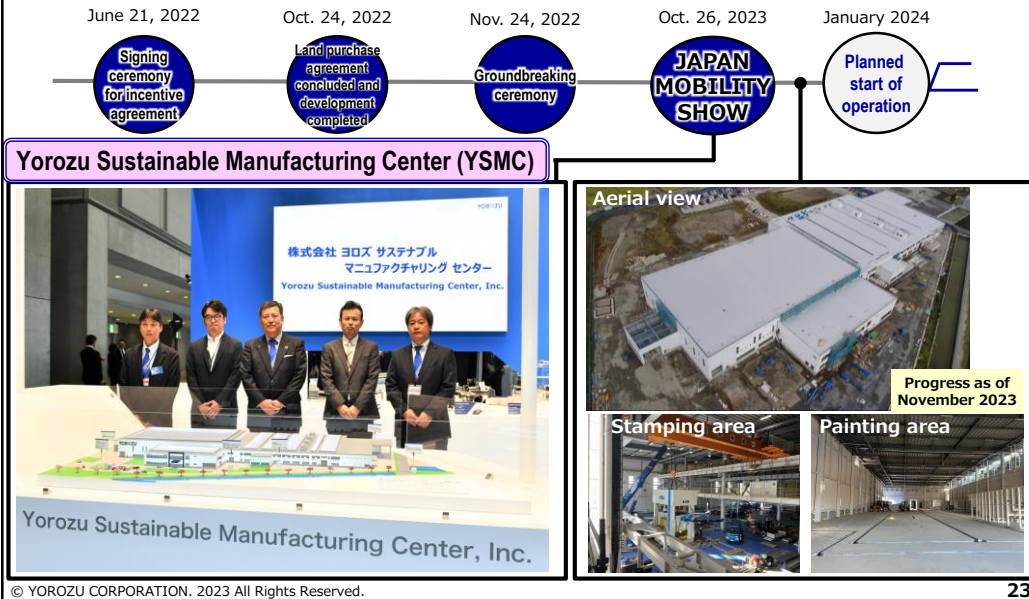 June 21, 2022
Oct. 24, 2022
Nov. 24, 2022
Oct. 26, 2023
January 2024
Signing
ceremony
for incentive
agreement
Land purchase
agreement
concluded and
development
completed
Groundbreaking
ceremony
JAPAN
MOBILITY
SHOW
Planned
start of
operation
Yorozu Sustainable Manufacturing Center (YSMC)
YOROZU
株式会社 ヨロズ サステナブル
マニュファクチャリング センター
Yorozu Sustainable Manufacturing Center, Inc.
YOROZU
Yorozu Sustainable Manufacturing Center, Inc.
Aerial view
Progress as of
November 2023
Stamping area
Painting area
© YOROZU CORPORATION. 2023 All Rights Reserved.
23